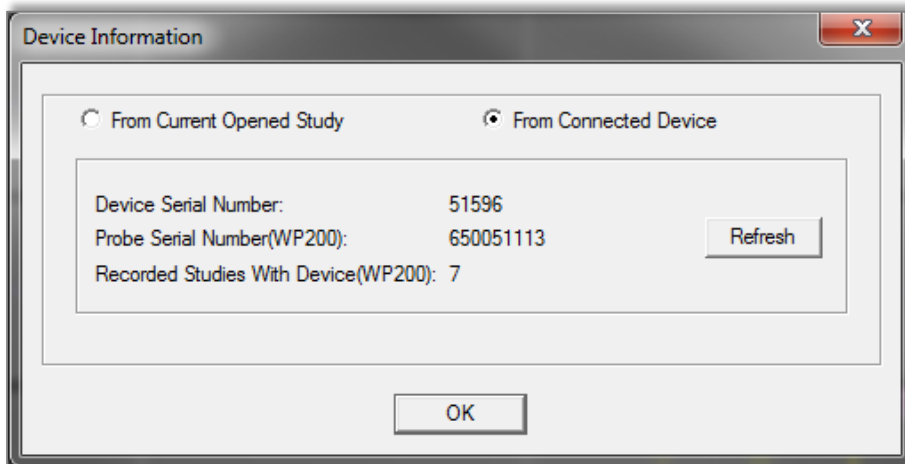 Device Information
From Current Opened Study From Connected Device
Device Serial Number: 51596
Probe Serial Number(WP200): 650051113
Refresh
Recorded Studies With Device(WP200): 7
OK